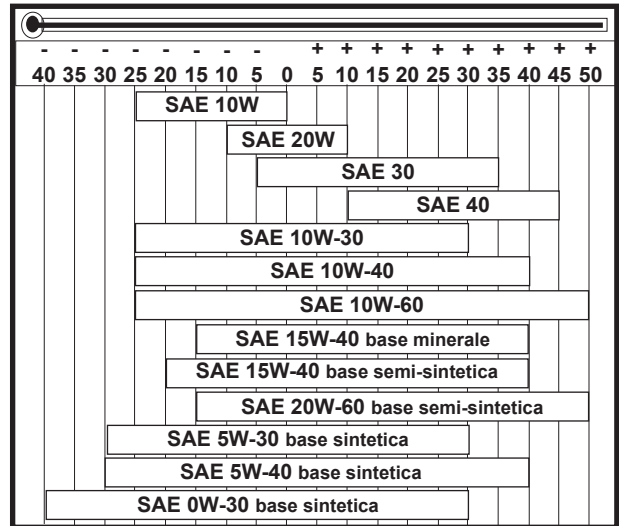 - - - - - - - - + + + + + + + + + +
40 35 30 25 20 15 10 5 0 5 10 15 20 25 30 35 40 45 50
SAE 10W
SAE 20W
SAE 30
SAE 40
SAE 10W-30
SAE 10W-40
SAE 10W-60
SAE 15W-40 base minerale
SAE 15W-40 base semi-sintetica
SAE 20W-60 base semi-sintetica
SAE 5W-30 base sintetica
SAE 5W-40 base sintetica
SAE 0W-30 base sintetica